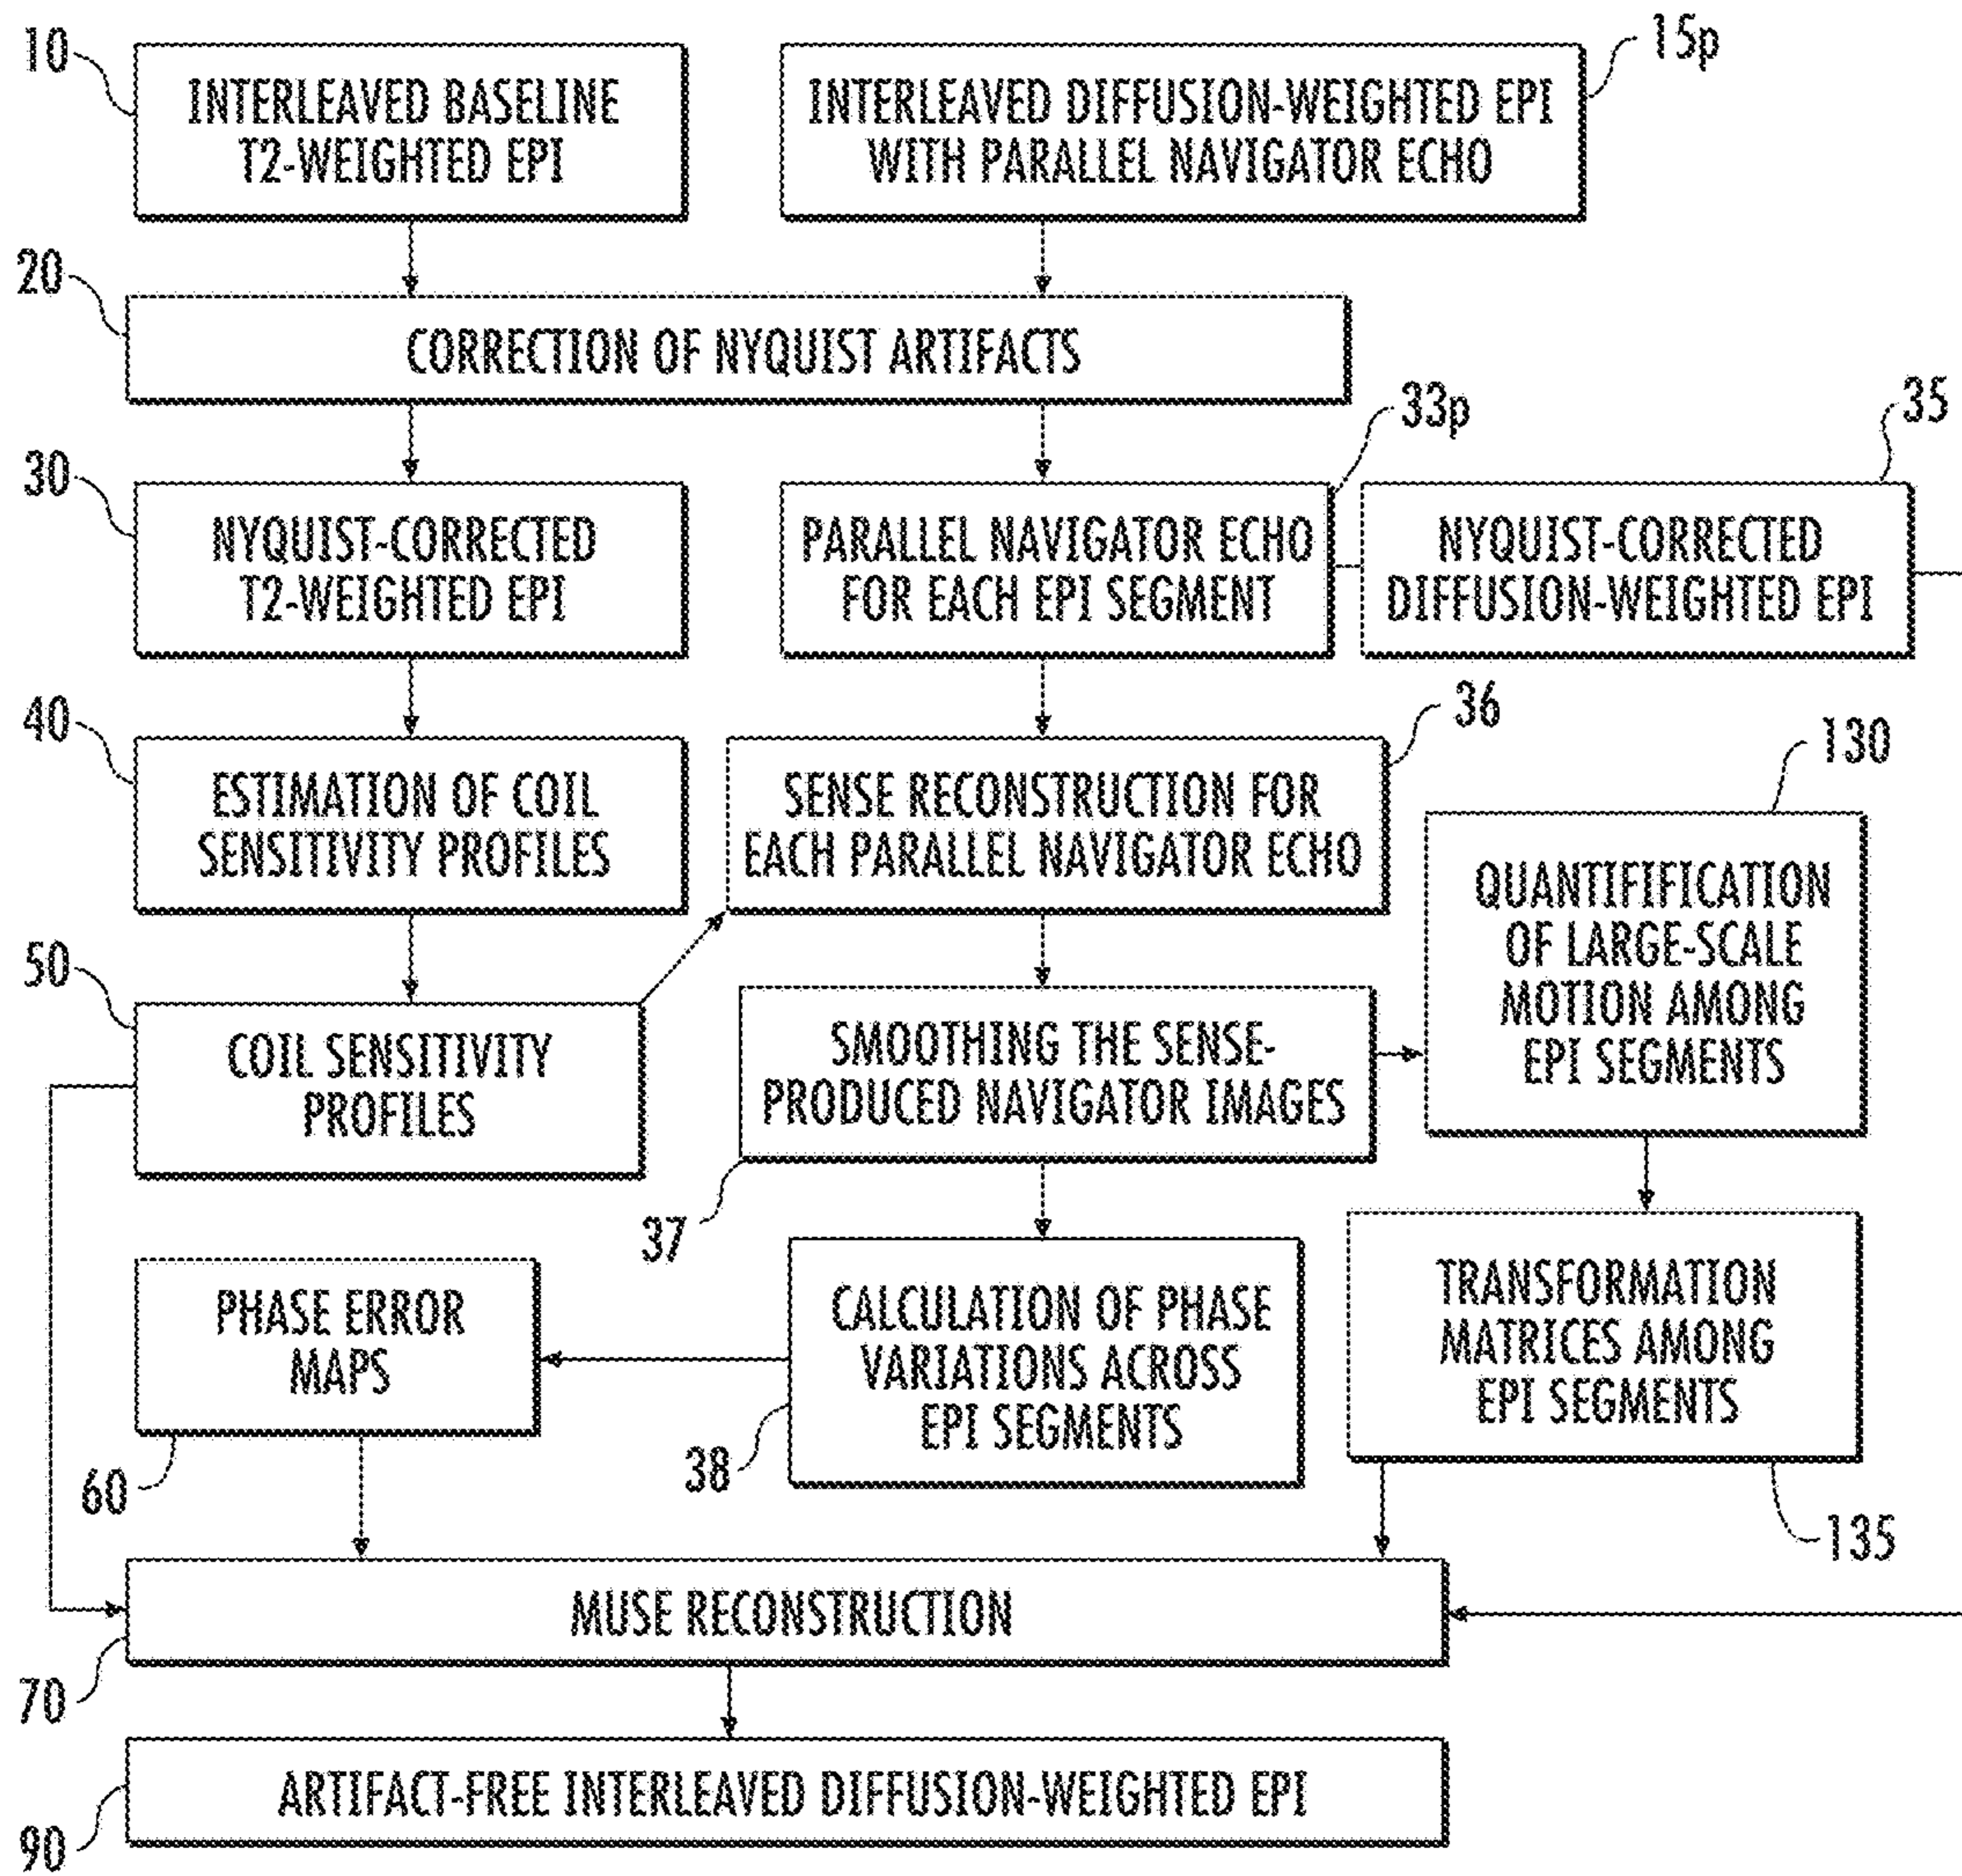 10
INTERLEAVED BASELINE
T2-WEIGHTED EPI
15p
INTERLEAVED DIFFUSION-WEIGHTED EPI
WITH PARALLEL NAVIGATOR ECHO
20
CORRECTION OF NYQUIST ARTIFACTS
30
NYQUIST-CORRECTED
T2-WEIGHTED EPI
33p
PARALLEL NAVIGATOR ECHO
FOR EACH EPI SEGMENT
35
NYQUIST-CORRECTED
DIFFUSION-WEIGHTED EPI
40
ESTIMATION OF COIL
SENSITIVITY PROFILES
36
SENSE RECONSTRUCTION FOR
EACH PARALLEL NAVIGATOR ECHO
130
QUANTIFIFICATION
OF LARGE-SCALE
MOTION AMONG
EPI SEGMENTS
50
COIL SENSITIVITY
PROFILES
SMOOTHING THE SENSE-
PRODUCED NAVIGATOR IMAGES
37
PHASE ERROR
MAPS
60
CALCULATION OF PHASE
VARIATIONS ACROSS
EPI SEGMENTS
38
TRANSFORMATION
MATRICES AMONG
EPI SEGMENTS
135
MUSE RECONSTRUCTION
70
ARTIFACT-FREE INTERLEAVED DIFFUSION-WEIGHTED EPI
90